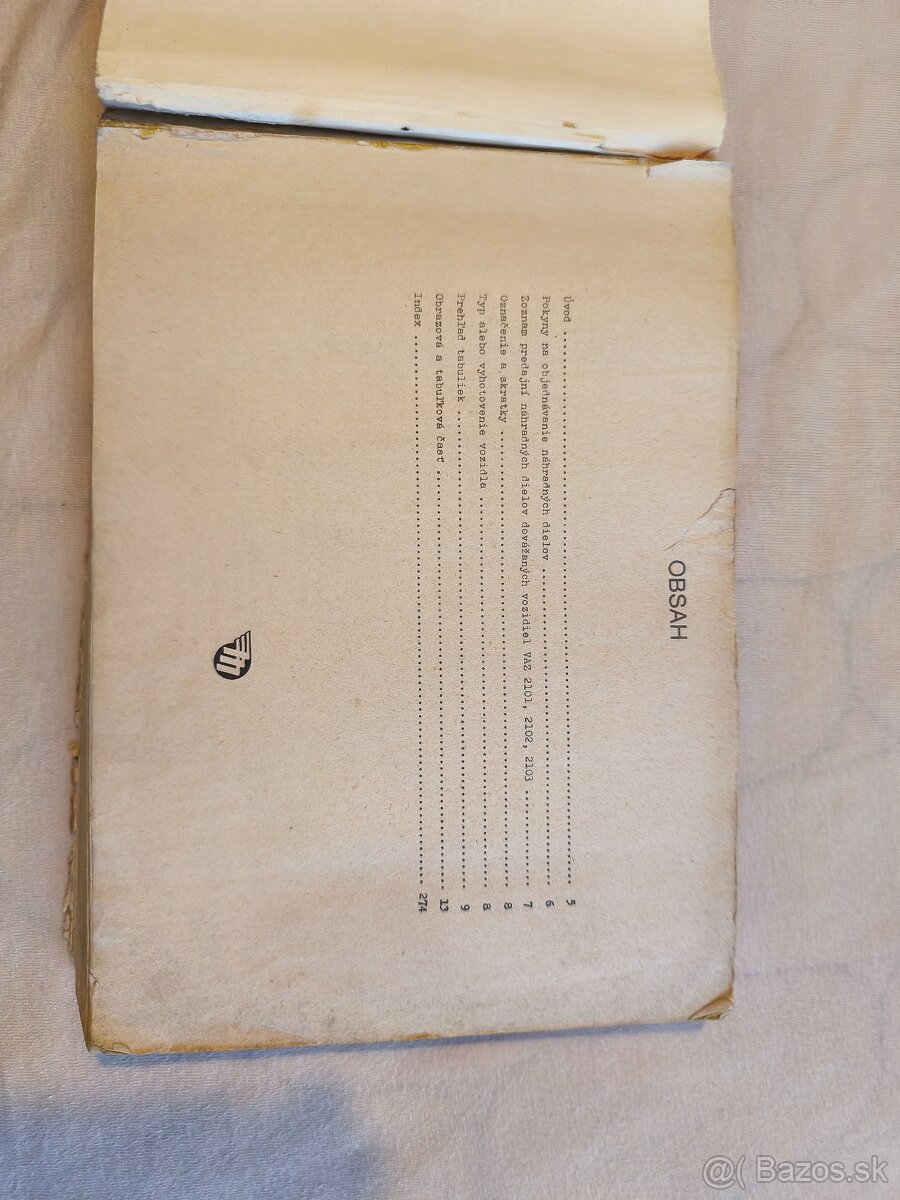 OBSAH
Úvod .......... 5
Pokyny na objednávanie náhradných dielov .......... 6
Zoznam predajní náhradných dielov dovážaných vozidiel VAZ 2101, 2102, 2103 .......... 7
Označenie a skratky .......... 8
Typ alebo vyhotovenie vozidla .......... 8
Prehľad tabuliek .......... 9
Obrazová a tabuľková časť .......... 13
Index .......... 274
@( Bazos.sk